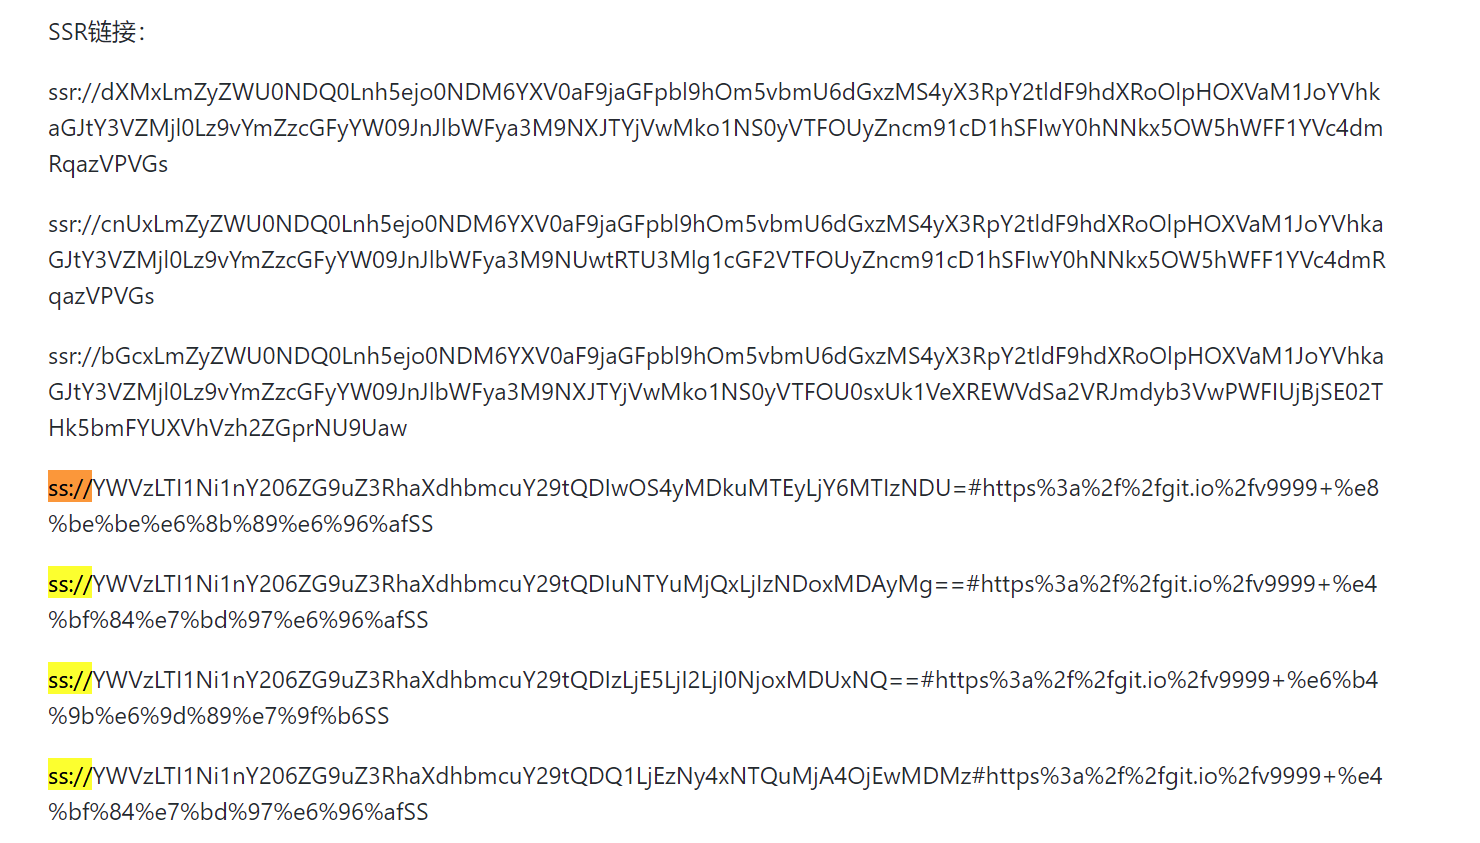 SSR链接：
ssr://dXMxLmZyZWU0NDQ0Lnh5ejo0NDM6YXV0aF9jaGFpbl9hOm5vbmU6dGxzMS4yX3RpY2tldF9hdXRoOlpHOXVaM1JoYVhk
aGJtY3VZMjl0Lz9vYmZzcGFyYW09JnJlbWFya3M9NXJTYjVwMko1NS0yVTFOUyZncm91cD1hSFIwY0hNNkx5OW5hWFF1YVc4dm
RqazVPVGs
ssr://cnUxLmZyZWU0NDQ0Lnh5ejo0NDM6YXV0aF9jaGFpbl9hOm5vbmU6dGxzMS4yX3RpY2tldF9hdXRoOlpHOXVaM1JoYVhka
GJtY3VZMjl0Lz9vYmZzcGFyYW09JnJlbWFya3M9NUwtRTU3Mlg1cGF2VTFOUyZncm91cD1hSFIwY0hNNkx5OW5hWFF1YVc4dmR
qazVPVGs
ssr://bGcxLmZyZWU0NDQ0Lnh5ejo0NDM6YXV0aF9jaGFpbl9hOm5vbmU6dGxzMS4yX3RpY2tldF9hdXRoOlpHOXVaM1JoYVhka
GJtY3VZMjl0Lz9vYmZzcGFyYW09JnJlbWFya3M9NXJTYjVwMko1NS0yVTFOU0sxUk1VeXREWVdSa2VRJmdyb3VwPWFIUjBjSE02T
Hk5bmFYUXVhVzh2ZGprNU9Uaw
ss://YWVzLTI1Ni1nY206ZG9uZ3RhaXdhbmcuY29tQDIwOS4yMDkuMTEyLjY6MTIzNDU=#https%3a%2f%2fgit.io%2fv9999+%e8
%be%be%e6%8b%89%e6%96%afSS
ss://YWVzLTI1Ni1nY206ZG9uZ3RhaXdhbmcuY29tQDIuNTYuMjQxLjIzNDoxMDAyMg==#https%3a%2f%2fgit.io%2fv9999+%e4
%bf%84%e7%bd%97%e6%96%afSS
ss://YWVzLTI1Ni1nY206ZG9uZ3RhaXdhbmcuY29tQDIzLjE5LjI2LjI0NjoxMDUxNQ==#https%3a%2f%2fgit.io%2fv9999+%e6%b4
%9b%e6%9d%89%e7%9f%b6SS
ss://YWVzLTI1Ni1nY206ZG9uZ3RhaXdhbmcuY29tQDQ1LjEzNy4xNTQuMjA4OjEwMDMz#https%3a%2f%2fgit.io%2fv9999+%e4
%bf%84%e7%bd%97%e6%96%afSS